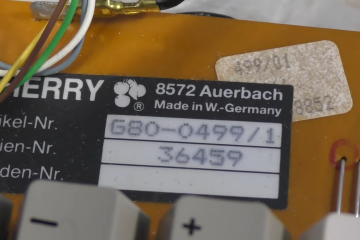 HERRY ® 8572 Auerbach
Made in W.-Germany
ikel-Nr. G80-0499/1
ien-Nr. 36459
den-Nr.
499/01
8852
-
+